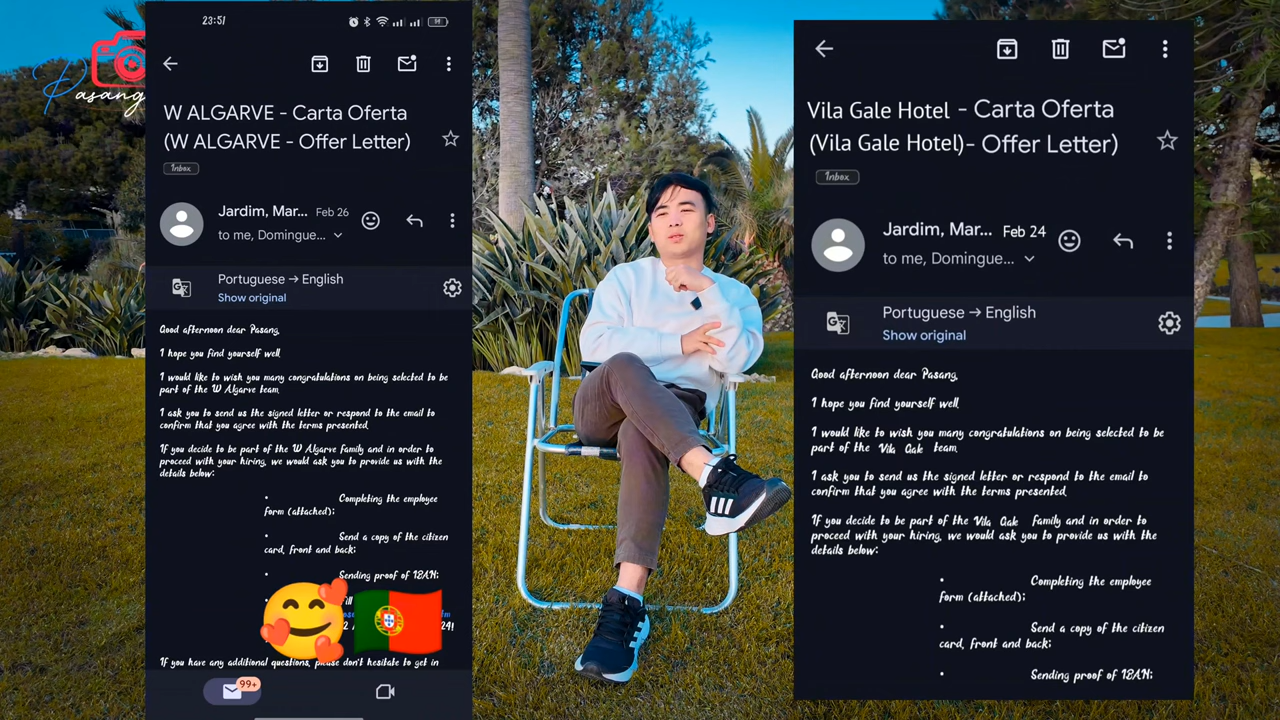 Pasang
23:51
W ALGARVE - Carta Oferta
(W ALGARVE - Offer Letter)
Inbox
Jardim, Mar... Feb 26
to me, Domingue...
Portuguese → English
Show original
Good afternoon dear Pasang,
I hope you find yourself well.
I would like to wish you many congratulations on being selected to be
part of the W Algarve team.
I ask you to send us the signed letter or respond to the email to
confirm that you agree with the terms presented.
If you decide to be part of the W Algarve family and in order to
proceed with your hiring, we would ask you to provide us with the
details below:
• Completing the employee
form (attached);
• Send a copy of the citizen
card, front and back;
• Sending proof of IBAN;
If you have any additional questions, please don't hesitate to get in
99+
Vila Gale Hotel - Carta Oferta
(Vila Gale Hotel)- Offer Letter)
Inbox
Jardim, Mar... Feb 24
to me, Domingue...
Portuguese → English
Show original
Good afternoon dear Pasang,
I hope you find yourself well.
I would like to wish you many congratulations on being selected to be
part of the Vila Gale team.
I ask you to send us the signed letter or respond to the email to
confirm that you agree with the terms presented.
If you decide to be part of the Vila Gale Family and in order to
proceed with your hiring, we would ask you to provide us with the
details below:
• Completing the employee
form (attached);
• Send a copy of the citizen
card, front and back;
• Sending proof of IBAN;